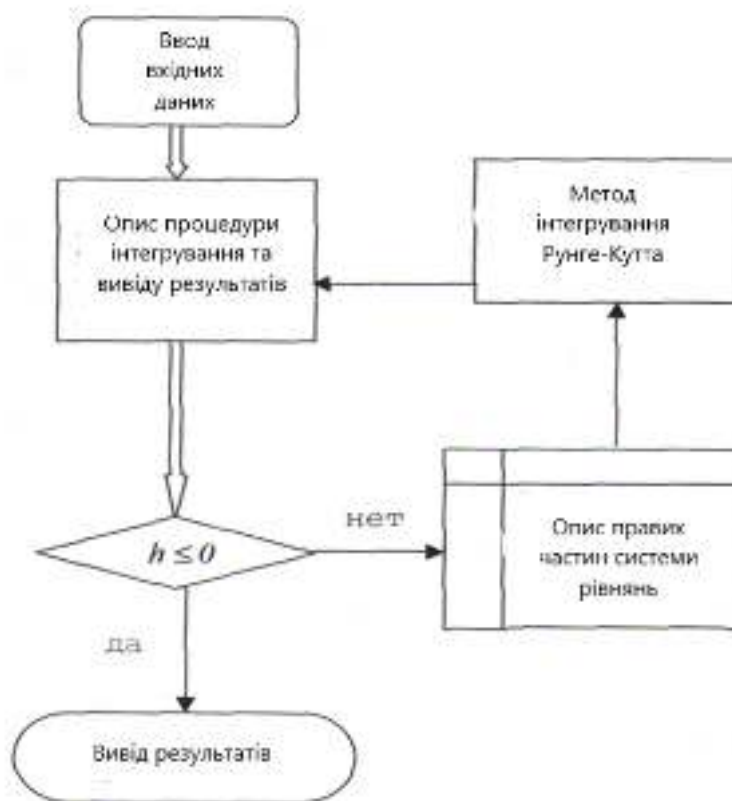 Ввод
вхідних
даних
Опис процедури
інтегрування та
вивіду результатів
Метод
інтегрування
Рунге-Кутта
h ≤ 0
нет
да
Опис правих
частин системи
рівнянь
Вивід результатів